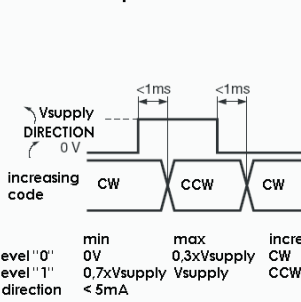 <1ms <1ms
Vsupply
DIRECTION
0 V
increasing
code
CW CCW CW
min max incre
evel "0" 0V 0,3xVsupply CW
evel "1" 0,7xVsupply Vsupply CCW
direction < 5mA